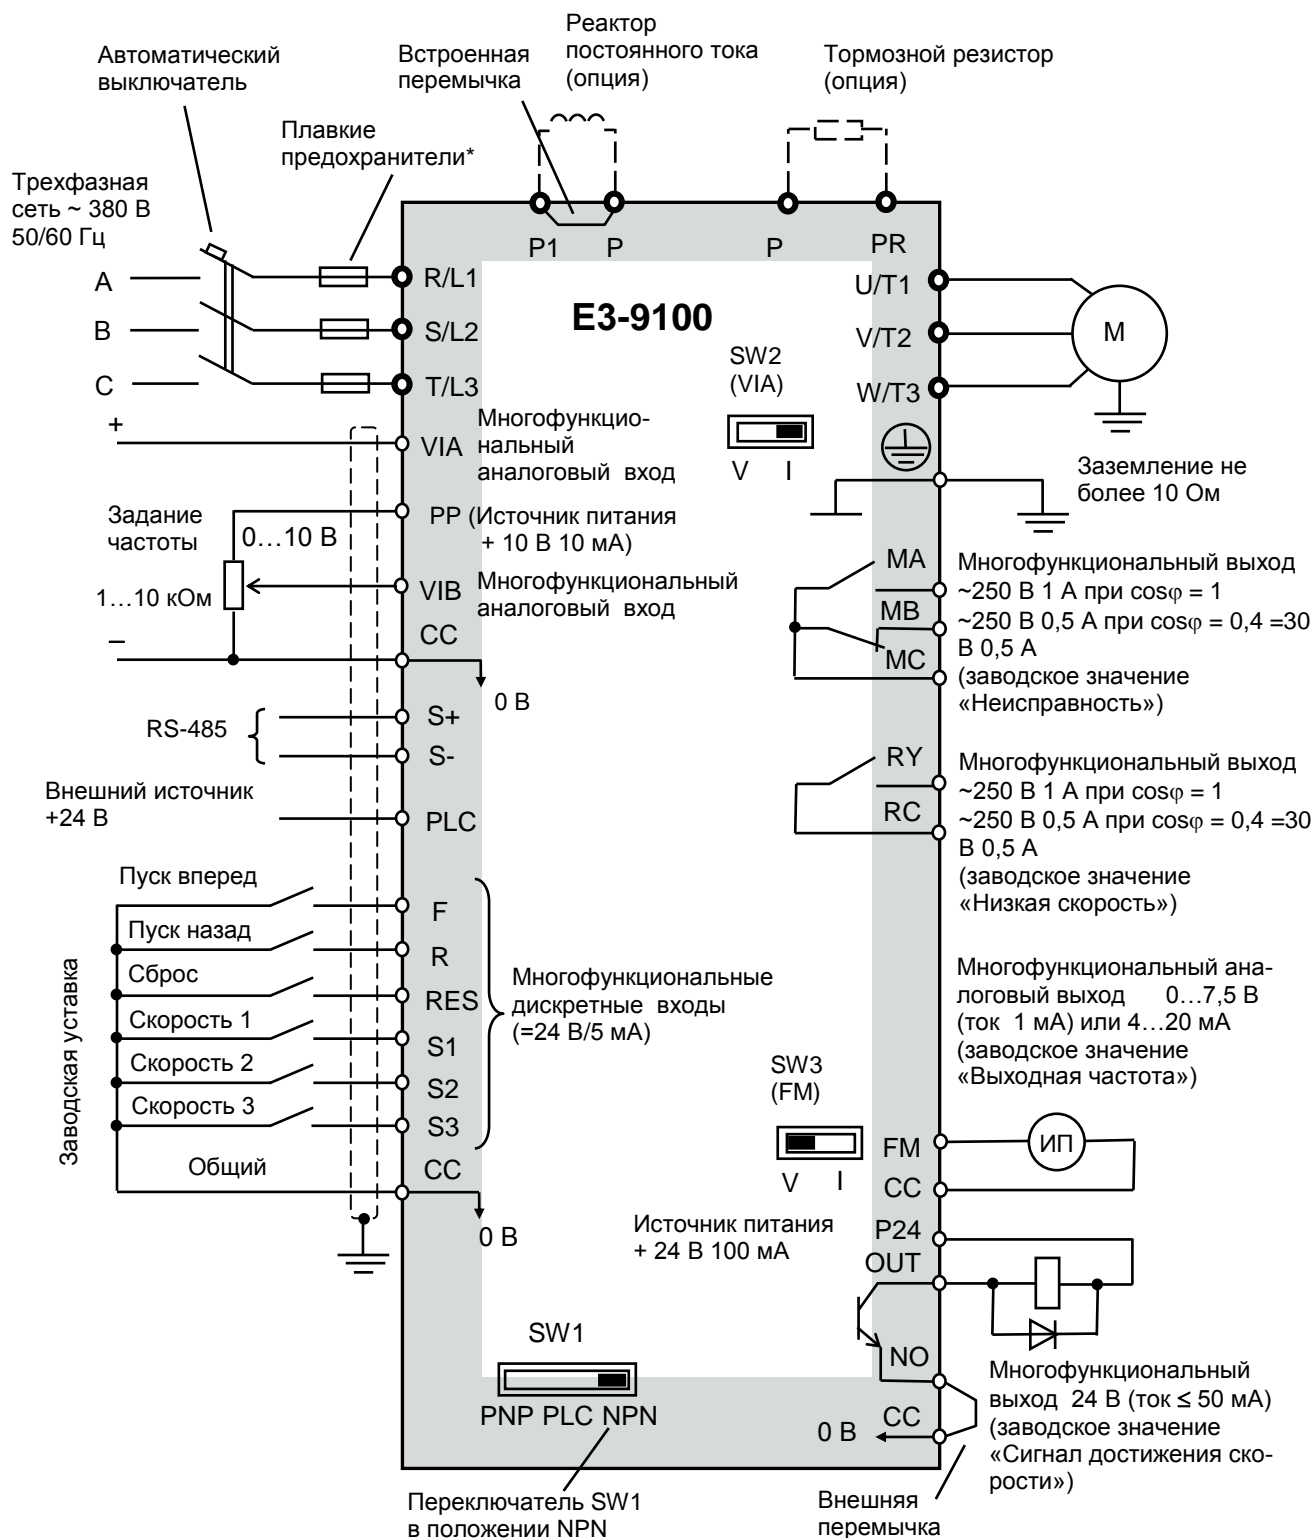 Автоматический
выключатель
Встроенная
перемычка
Реактор
постоянного тока
(опция)
Тормозной резистор
(опция)
Плавкие
предохранители*
Трехфазная
сеть ~ 380 В
50/60 Гц
P1
P
P
PR
A
B
C
R/L1
S/L2
T/L3
E3-9100
SW2
(VIA)
V I
U/T1
V/T2
W/T3
М
Заземление не
более 10 Ом
+
VIA
Многофункцио-
нальный
аналоговый вход
Задание
частоты
0…10 В
1…10 кОм
PP (Источник питания
+ 10 В 10 мА)
VIB
Многофункциональный
аналоговый вход
–
CC
0 В
MA
MB
MC
Многофункциональный выход
~250 В 1 А при cosφ = 1
~250 В 0,5 А при cosφ = 0,4 =30
В 0,5 А
(заводское значение
«Неисправность»)
RS-485
S+
S-
Внешний источник
+24 В
PLC
RY
RC
Многофункциональный выход
~250 В 1 А при cosφ = 1
~250 В 0,5 А при cosφ = 0,4 =30
В 0,5 А
(заводское значение
«Низкая скорость»)
Заводская уставка
Пуск вперед
F
Пуск назад
R
Сброс
RES
Скорость 1
S1
Скорость 2
S2
Скорость 3
S3
Общий
CC
0 В
Многофункциональные
дискретные входы
(=24 В/5 мА)
Многофункциональный ана-
логовый выход 0…7,5 В
(ток 1 мА) или 4…20 мА
(заводское значение
«Выходная частота»)
SW3
(FM)
V I
FM
CC
ИП
Источник питания
+ 24 В 100 мА
P24
OUT
NO
CC
0 В
Многофункциональный
выход 24 В (ток ≤ 50 мА)
(заводское значение
«Сигнал достижения ско-
рости»)
SW1
PNP PLC NPN
Переключатель SW1
в положении NPN
Внешняя
перемычка